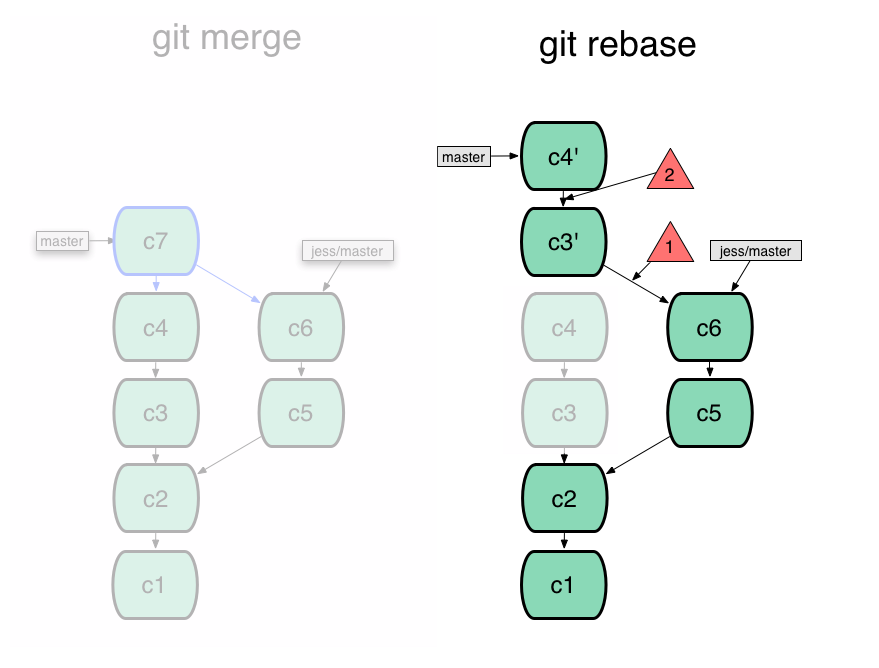 git merge
master
c7
jess/master
c4
c6
c3
c5
c2
c1
git rebase
master
c4'
2
c3'
1
jess/master
c4
c6
c3
c5
c2
c1